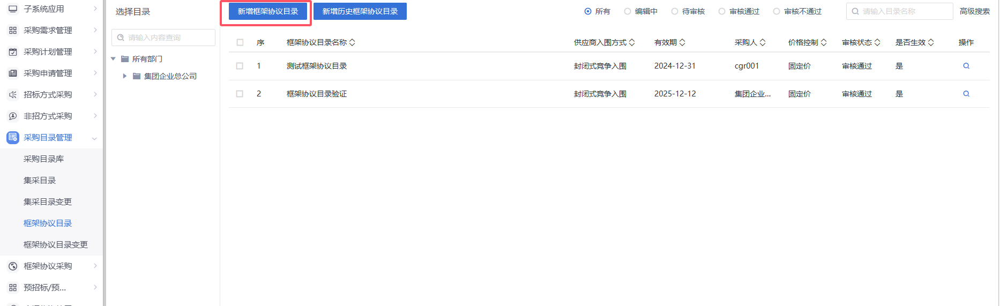 子系统应用
采购需求管理
采购计划管理
采购申请管理
招标方式采购
非招方式采购
采购目录管理
采购目录库
集采目录
集采目录变更
框架协议目录
框架协议目录变更
框架协议采购
预招标/预...
选择目录
请输入内容查询
所有部门
集团企业总公司
新增框架协议目录 新增历史框架协议目录 所有 编辑中 待审核 审核通过 审核不通过 请输入目录名称 高级搜索
序 框架协议目录名称 供应商入围方式 有效期 采购人 价格控制 审核状态 是否生效 操作
1 测试框架协议目录 封闭式竞争入围 2024-12-31 cgr001 固定价 审核通过 是
2 框架协议目录验证 封闭式竞争入围 2025-12-12 集团企业... 固定价 审核通过 是